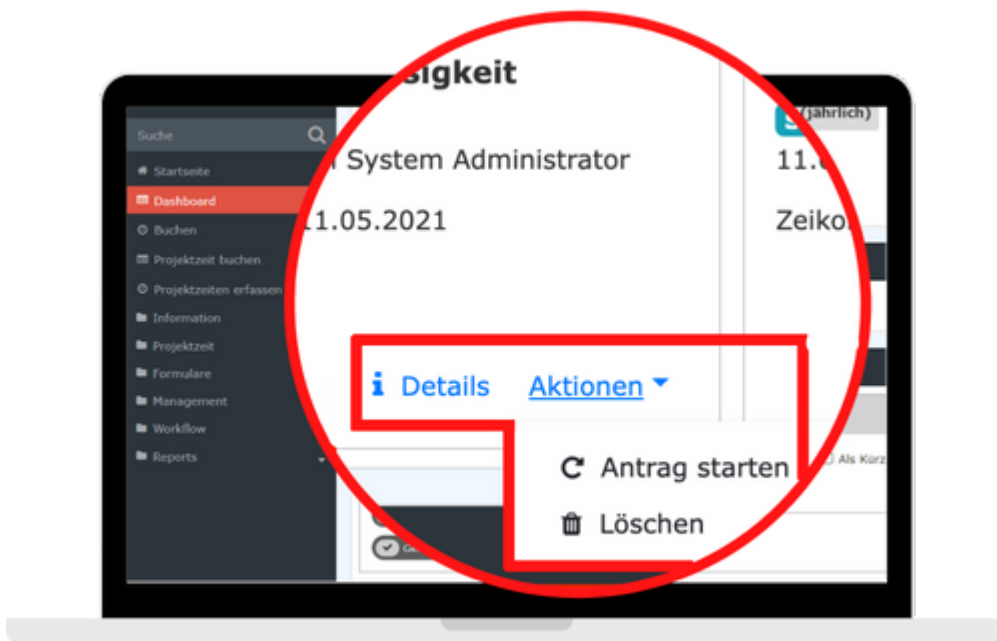 Suche
Startseite
Dashboard
Buchen
Projektzeit buchen
Projektzeiten erfassen
Information
Projektzeit
Formulare
Management
Workflow
Reports
sigkeit
System Administrator
11.05.2021
Details Aktionen
Antrag starten
Löschen
(jährlich)
11.
Zeiko
Als Kürz